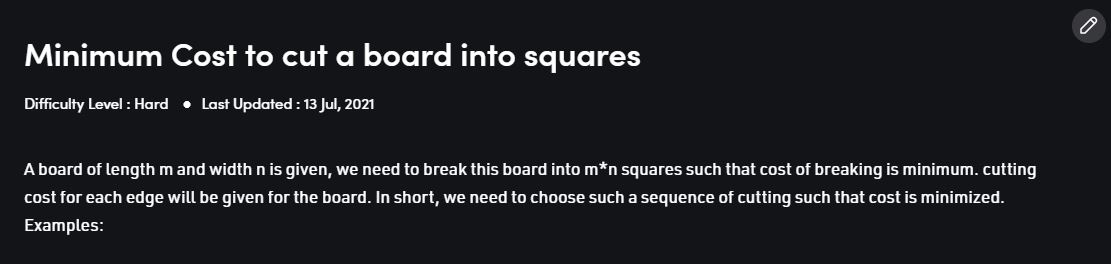 Minimum Cost to cut a board into squares
Difficulty Level : Hard ● Last Updated : 13 Jul, 2021
A board of length m and width n is given, we need to break this board into m*n squares such that cost of breaking is minimum. cutting
cost for each edge will be given for the board. In short, we need to choose such a sequence of cutting such that cost is minimized.
Examples: